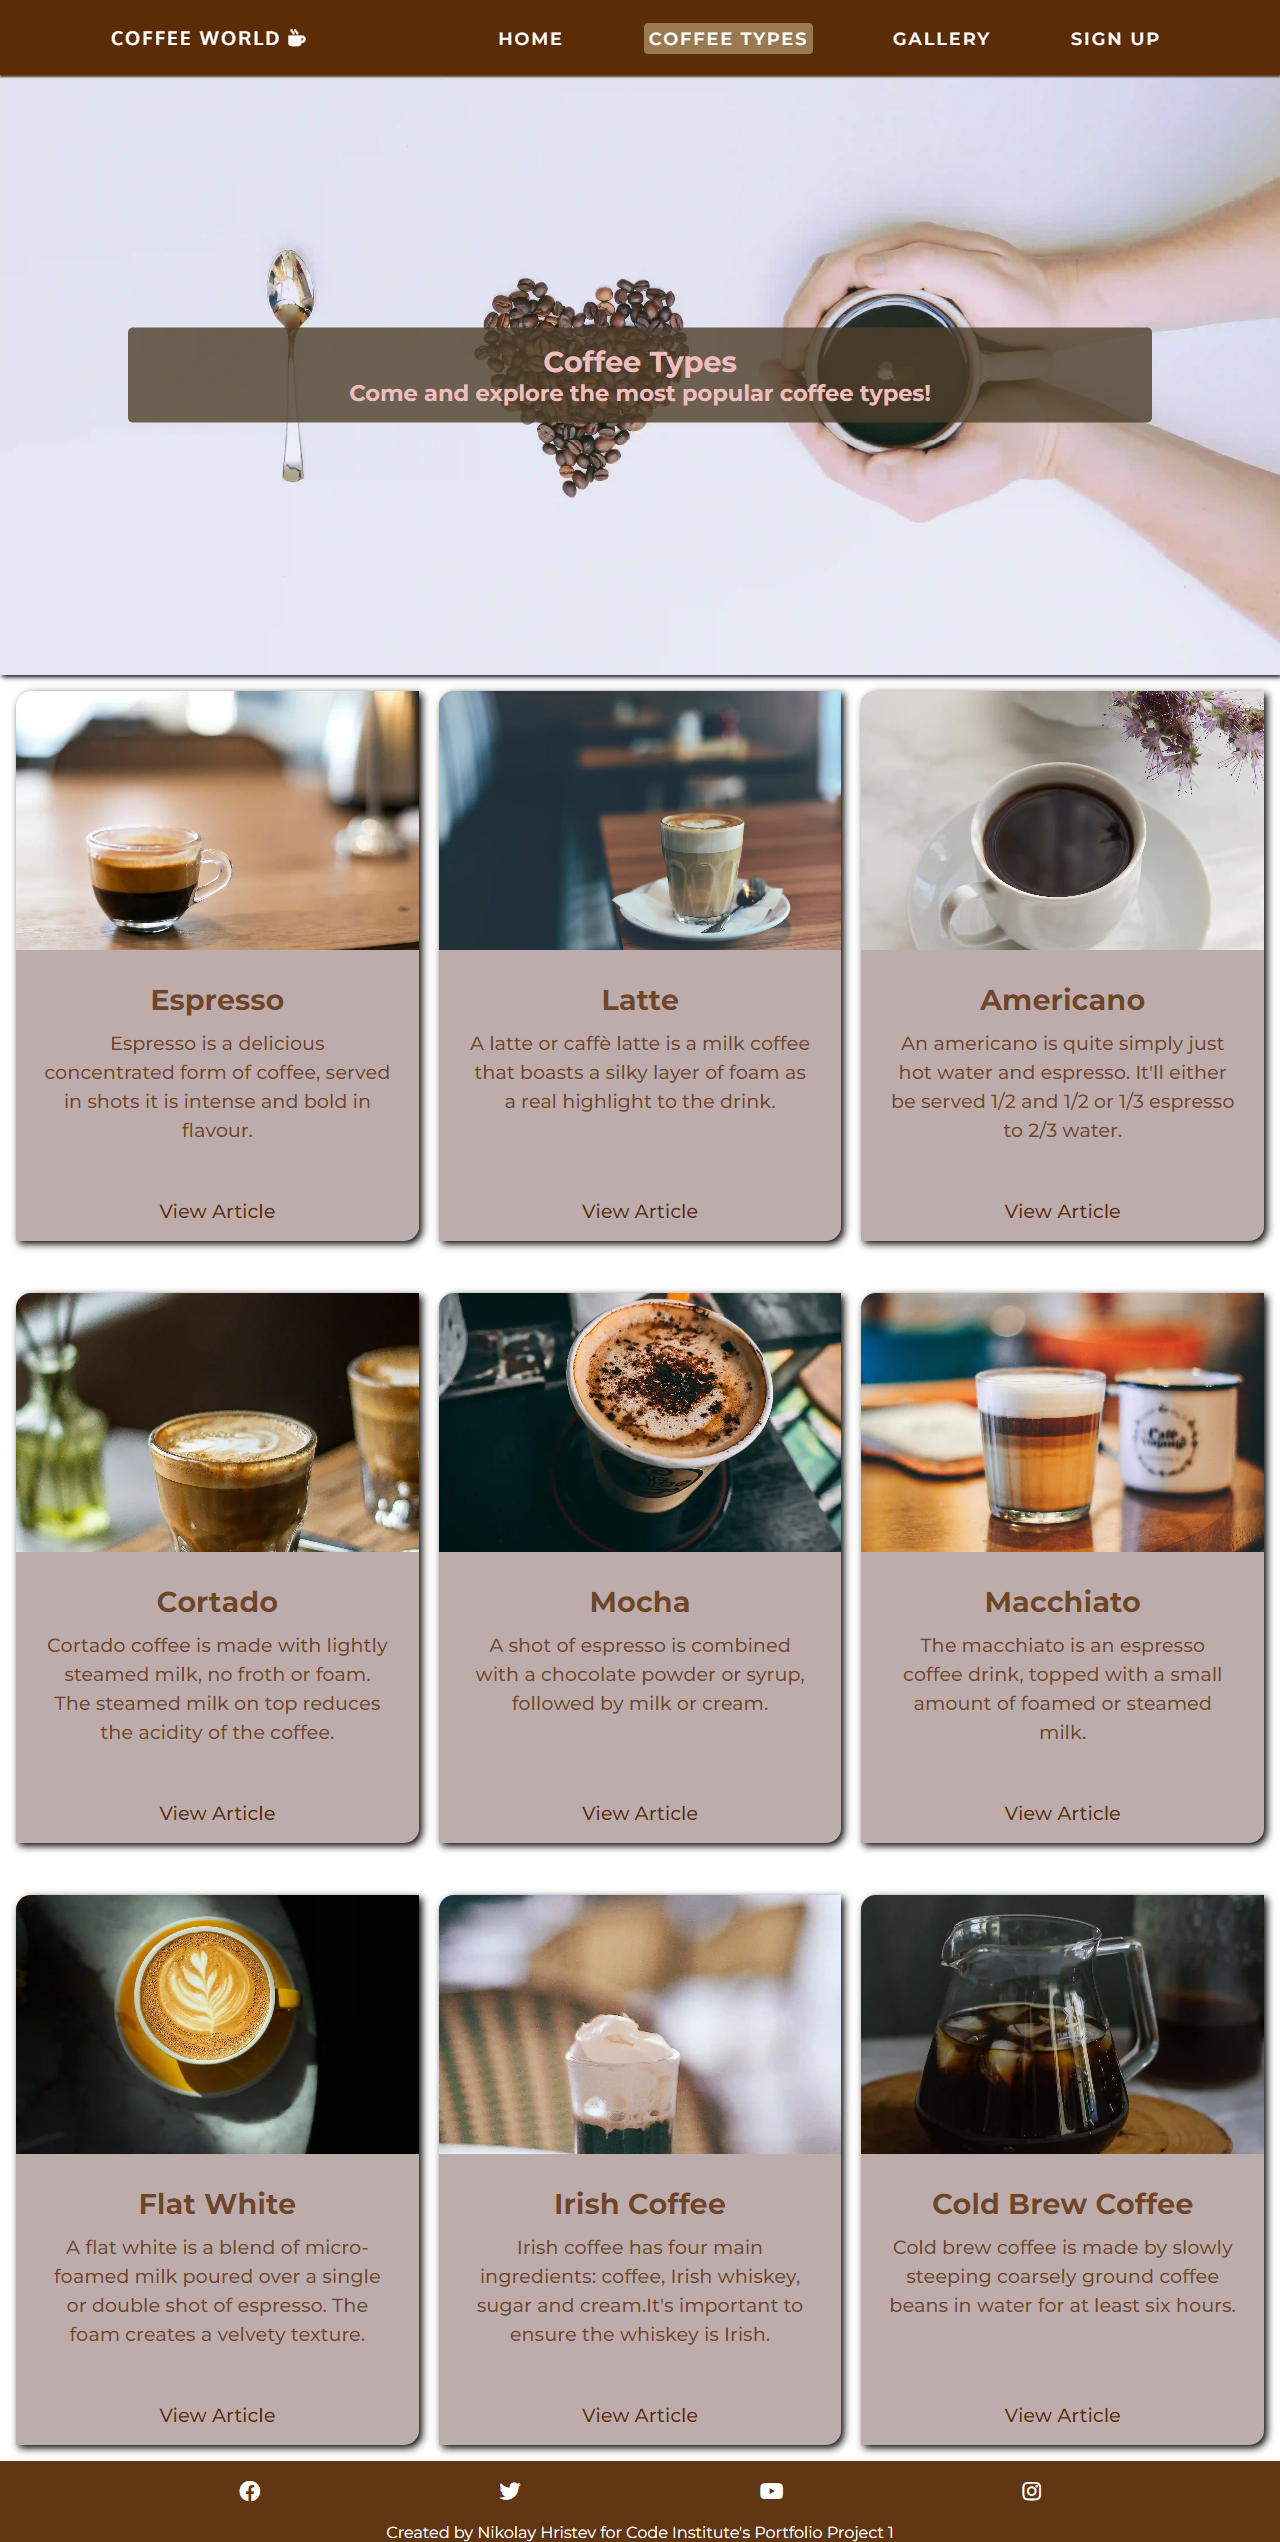 COFFEE WORLD
HOME
COFFEE TYPES
GALLERY
SIGN UP
Coffee Types
Come and explore the most popular coffee types!
Espresso
Espresso is a delicious
concentrated form of coffee, served
in shots it is intense and bold in
flavour.
View Article
Latte
A latte or caffè latte is a milk coffee
that boasts a silky layer of foam as
a real highlight to the drink.
View Article
Americano
An americano is quite simply just
hot water and espresso. It'll either
be served 1/2 and 1/2 or 1/3 espresso
to 2/3 water.
View Article
Cortado
Cortado coffee is made with lightly
steamed milk, no froth or foam.
The steamed milk on top reduces
the acidity of the coffee.
View Article
Mocha
A shot of espresso is combined
with a chocolate powder or syrup,
followed by milk or cream.
View Article
Macchiato
The macchiato is an espresso
coffee drink, topped with a small
amount of foamed or steamed
milk.
View Article
Flat White
A flat white is a blend of micro-
foamed milk poured over a single
or double shot of espresso. The
foam creates a velvety texture.
View Article
Irish Coffee
Irish coffee has four main
ingredients: coffee, Irish whiskey,
sugar and cream.It's important to
ensure the whiskey is Irish.
View Article
Cold Brew Coffee
Cold brew coffee is made by slowly
steeping coarsely ground coffee
beans in water for at least six hours.
View Article
Created by Nikolay Hristev for Code Institute's Portfolio Project 1